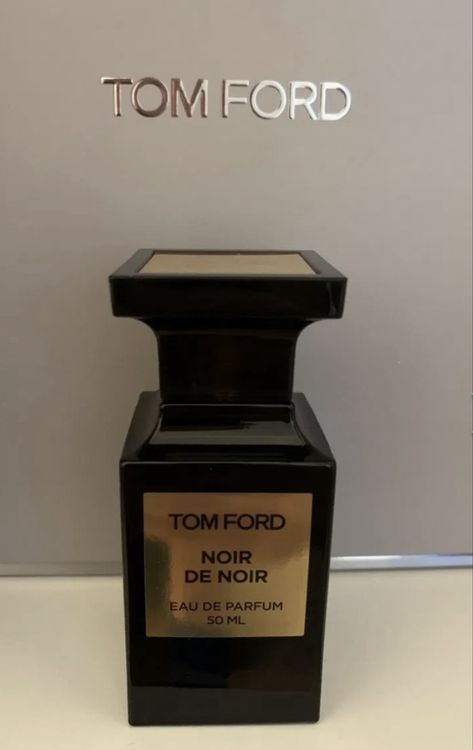 TOM FORD
TOM FORD
NOIR
DE NOIR
EAU DE PARFUM
50 ML